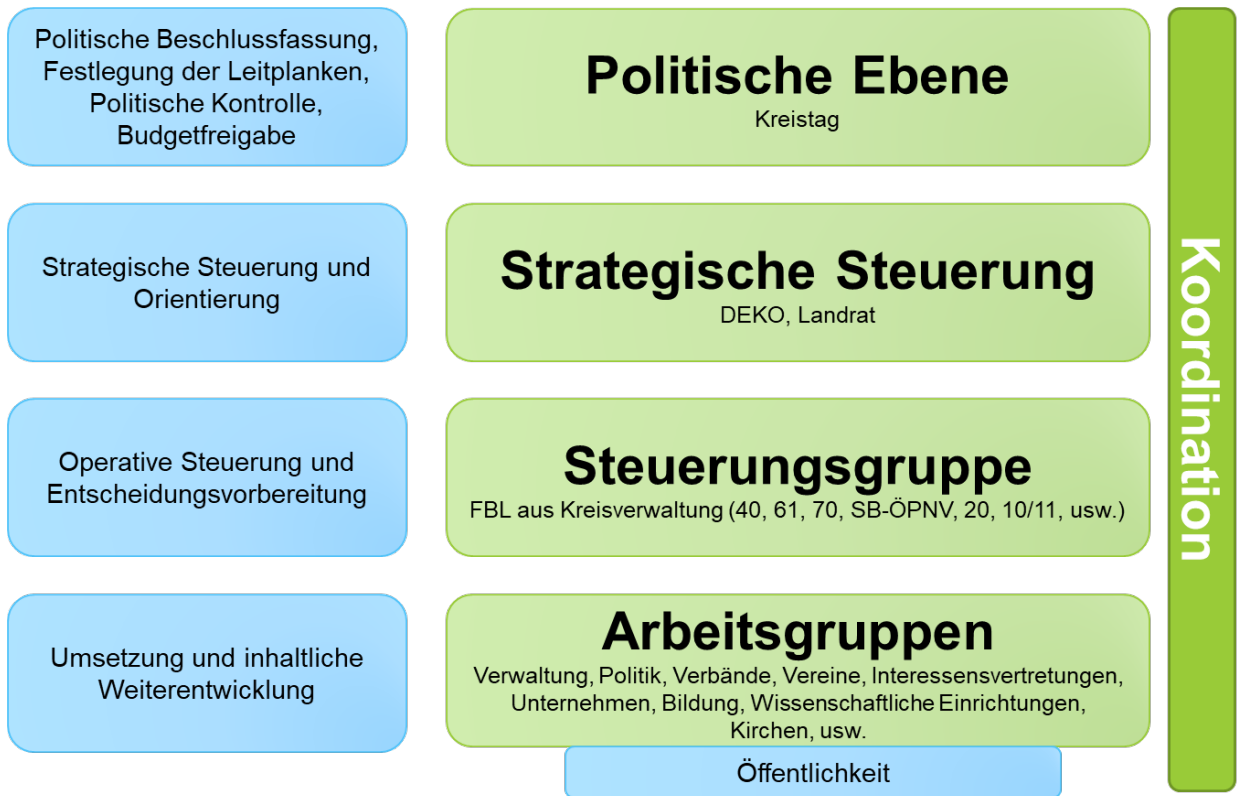 Politische Beschlussfassung,
Festlegung der Leitplanken,
Politische Kontrolle,
Budgetfreigabe
Politische Ebene
Kreistag
Strategische Steuerung und
Orientierung
Strategische Steuerung
DEKO, Landrat
Operative Steuerung und
Entscheidungsvorbereitung
Steuerungsgruppe
FBL aus Kreisverwaltung (40, 61, 70, SB-ÖPNV, 20, 10/11, usw.)
Umsetzung und inhaltliche
Weiterentwicklung
Arbeitsgruppen
Verwaltung, Politik, Verbände, Vereine, Interessensvertretungen,
Unternehmen, Bildung, Wissenschaftliche Einrichtungen,
Kirchen, usw.
Öffentlichkeit
Koordination